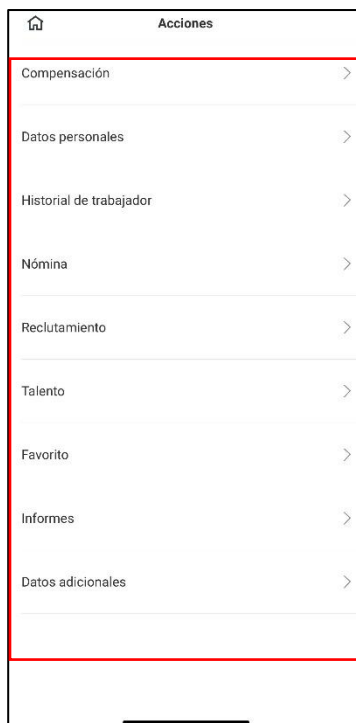 Acciones
Compensación
Datos personales
Historial de trabajador
Nómina
Reclutamiento
Talento
Favorito
Informes
Datos adicionales